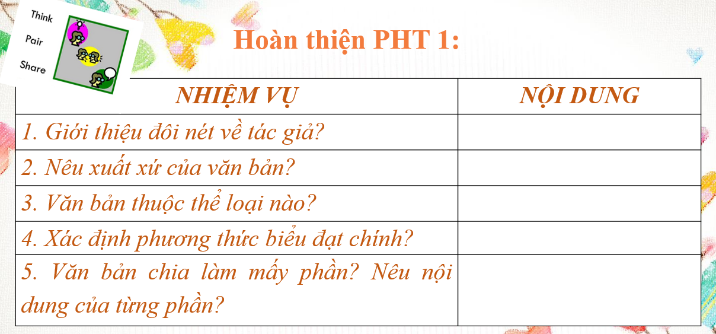 Think
Pair
Share
Hoàn thiện PHT 1:
NHIỆM VỤ
NỘI DUNG
1. Giới thiệu đôi nét về tác giả?
2. Nêu xuất xứ của văn bản?
3. Văn bản thuộc thể loại nào?
4. Xác định phương thức biểu đạt chính?
5. Văn bản chia làm mấy phần? Nêu nội
dung của từng phần?